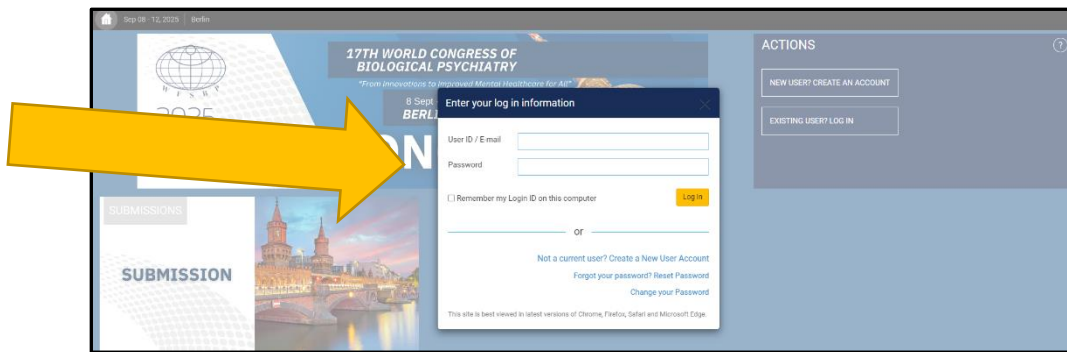 Sep 08 - 12, 2025 Berlin
WFSBP
2025
17TH WORLD CONGRESS OF
BIOLOGICAL PSYCHIATRY
"From Innovations to Improved Mental Healthcare for All"
8 Sept
BERLI
ON
ACTIONS
?
NEW USER? CREATE AN ACCOUNT
EXISTING USER? LOG IN
Enter your log in information
User ID / E-mail
Password
Remember my Login ID on this computer
Log in
or
Not a current user? Create a New User Account
Forgot your password? Reset Password
Change your Password
This site is best viewed in latest versions of Chrome, Firefox, Safari and Microsoft Edge.
SUBMISSIONS
SUBMISSION